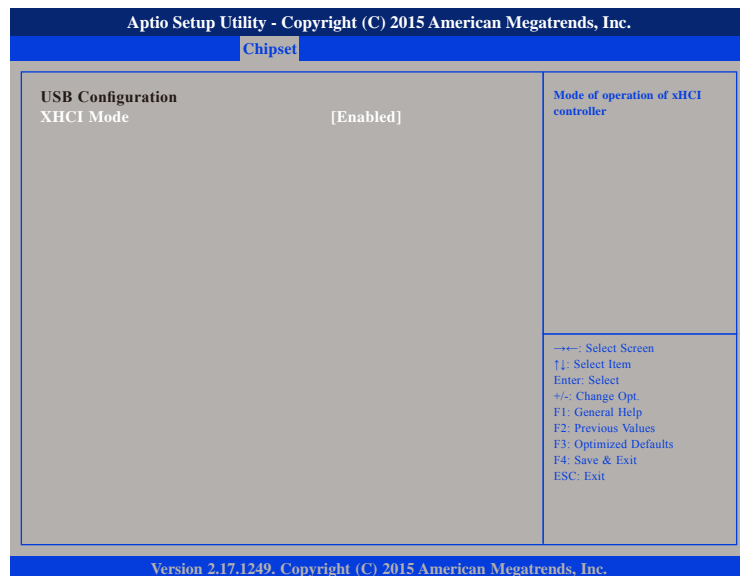 Aptio Setup Utility - Copyright (C) 2015 American Megatrends, Inc.
Chipset
USB Configuration
XHCI Mode [Enabled]
Mode of operation of xHCI
controller
→←: Select Screen
↑↓: Select Item
Enter: Select
+/-: Change Opt.
F1: General Help
F2: Previous Values
F3: Optimized Defaults
F4: Save & Exit
ESC: Exit
Version 2.17.1249. Copyright (C) 2015 American Megatrends, Inc.